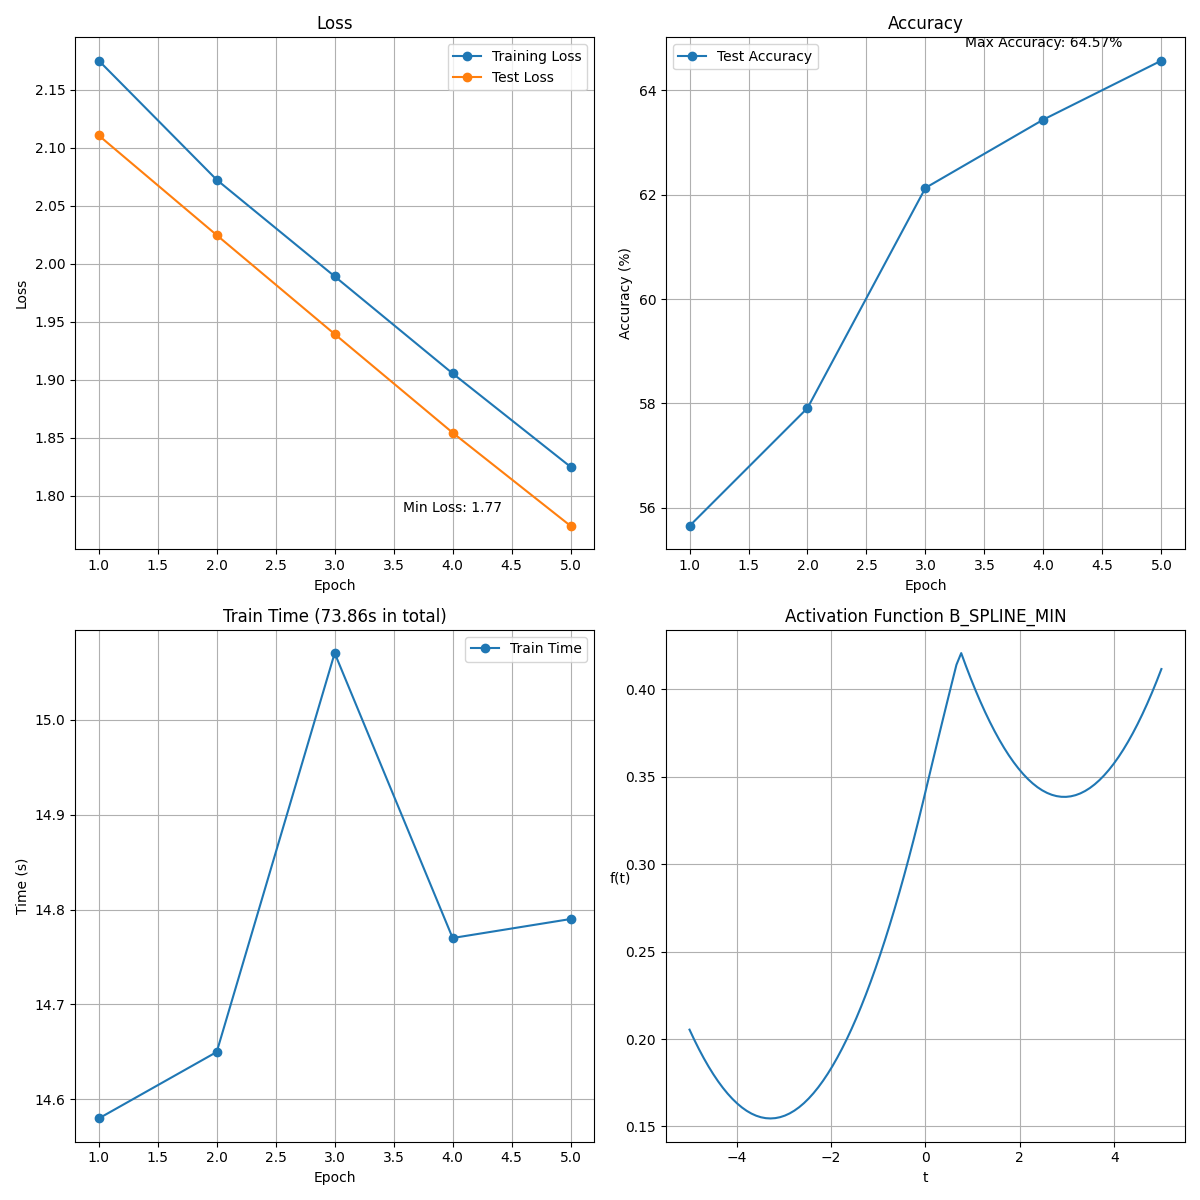 Loss
Training Loss
Test Loss
2.15
2.10
2.05
2.00
1.95
1.90
1.85
1.80
Loss
Min Loss: 1.77
1.0 1.5 2.0 2.5 3.0 3.5 4.0 4.5 5.0
Epoch
Accuracy
Max Accuracy: 64.57%
Test Accuracy
64
62
60
58
56
Accuracy (%)
1.0 1.5 2.0 2.5 3.0 3.5 4.0 4.5 5.0
Epoch
Train Time (73.86s in total)
Train Time
15.0
14.9
14.8
14.7
14.6
Time (s)
1.0 1.5 2.0 2.5 3.0 3.5 4.0 4.5 5.0
Epoch
Activation Function B_SPLINE_MIN
0.40
0.35
0.30
0.25
0.20
0.15
f(t)
−4 −2 0 2 4
t